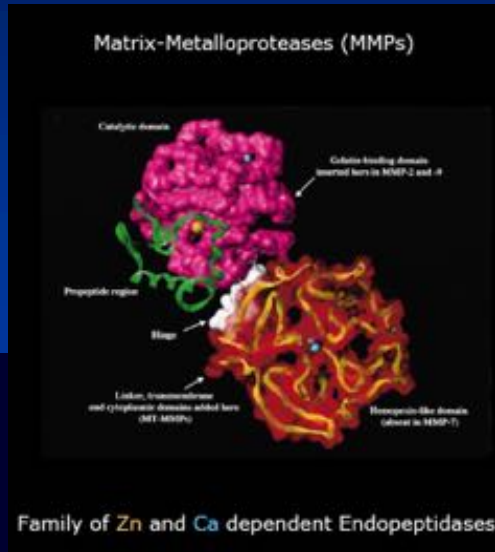 Matrix-Metalloproteases (MMPs)
Catalytic domain
Gelatin-binding domain
inserted here in MMP-2 and -9
Propeptide region
Hinge
Linker, transmembrane
and cytoplasmic domains added here
(MT-MMPs)
Hemopexin-like domain
(absent in MMP-7)
Family of Zn and Ca dependent Endopeptidases